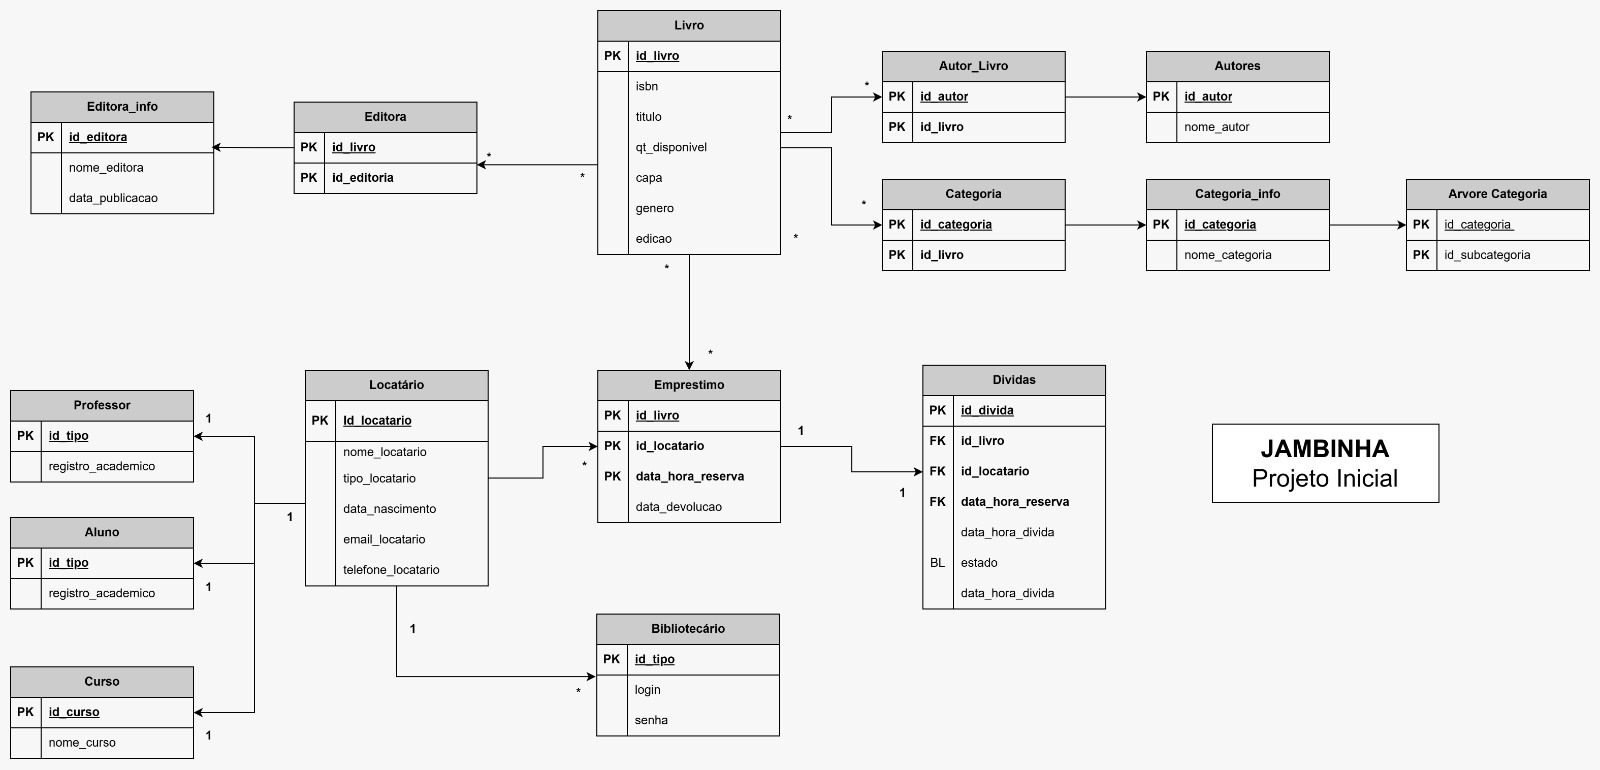 Livro
PK id_livro
isbn
titulo
qt_disponivel
capa
genero
edicao
*
*
*
Autor_Livro
PK id_autor
PK id_livro
*
Autores
PK id_autor
nome_autor
Editora_info
PK id_editora
nome_editora
data_publicacao
Editora
PK id_livro
PK id_editoria
*
*
Categoria
PK id_categoria
PK id_livro
*
Categoria_info
PK id_categoria
nome_categoria
Arvore Categoria
PK id_categoria
PK id_subcategoria
Professor
PK id_tipo
registro_academico
1
Locatário
PK Id_locatario
nome_locatario
tipo_locatario
data_nascimento
email_locatario
telefone_locatario
1
1
Emprestimo
PK id_livro
PK id_locatario
PK data_hora_reserva
data_devolucao
*
*
1
Dividas
PK id_divida
FK id_livro
FK id_locatario
FK data_hora_reserva
data_hora_divida
BL estado
data_hora_divida
1
JAMBINHA
Projeto Inicial
Aluno
PK id_tipo
registro_academico
1
Bibliotecário
PK id_tipo
login
senha
*
Curso
PK id_curso
nome_curso
1